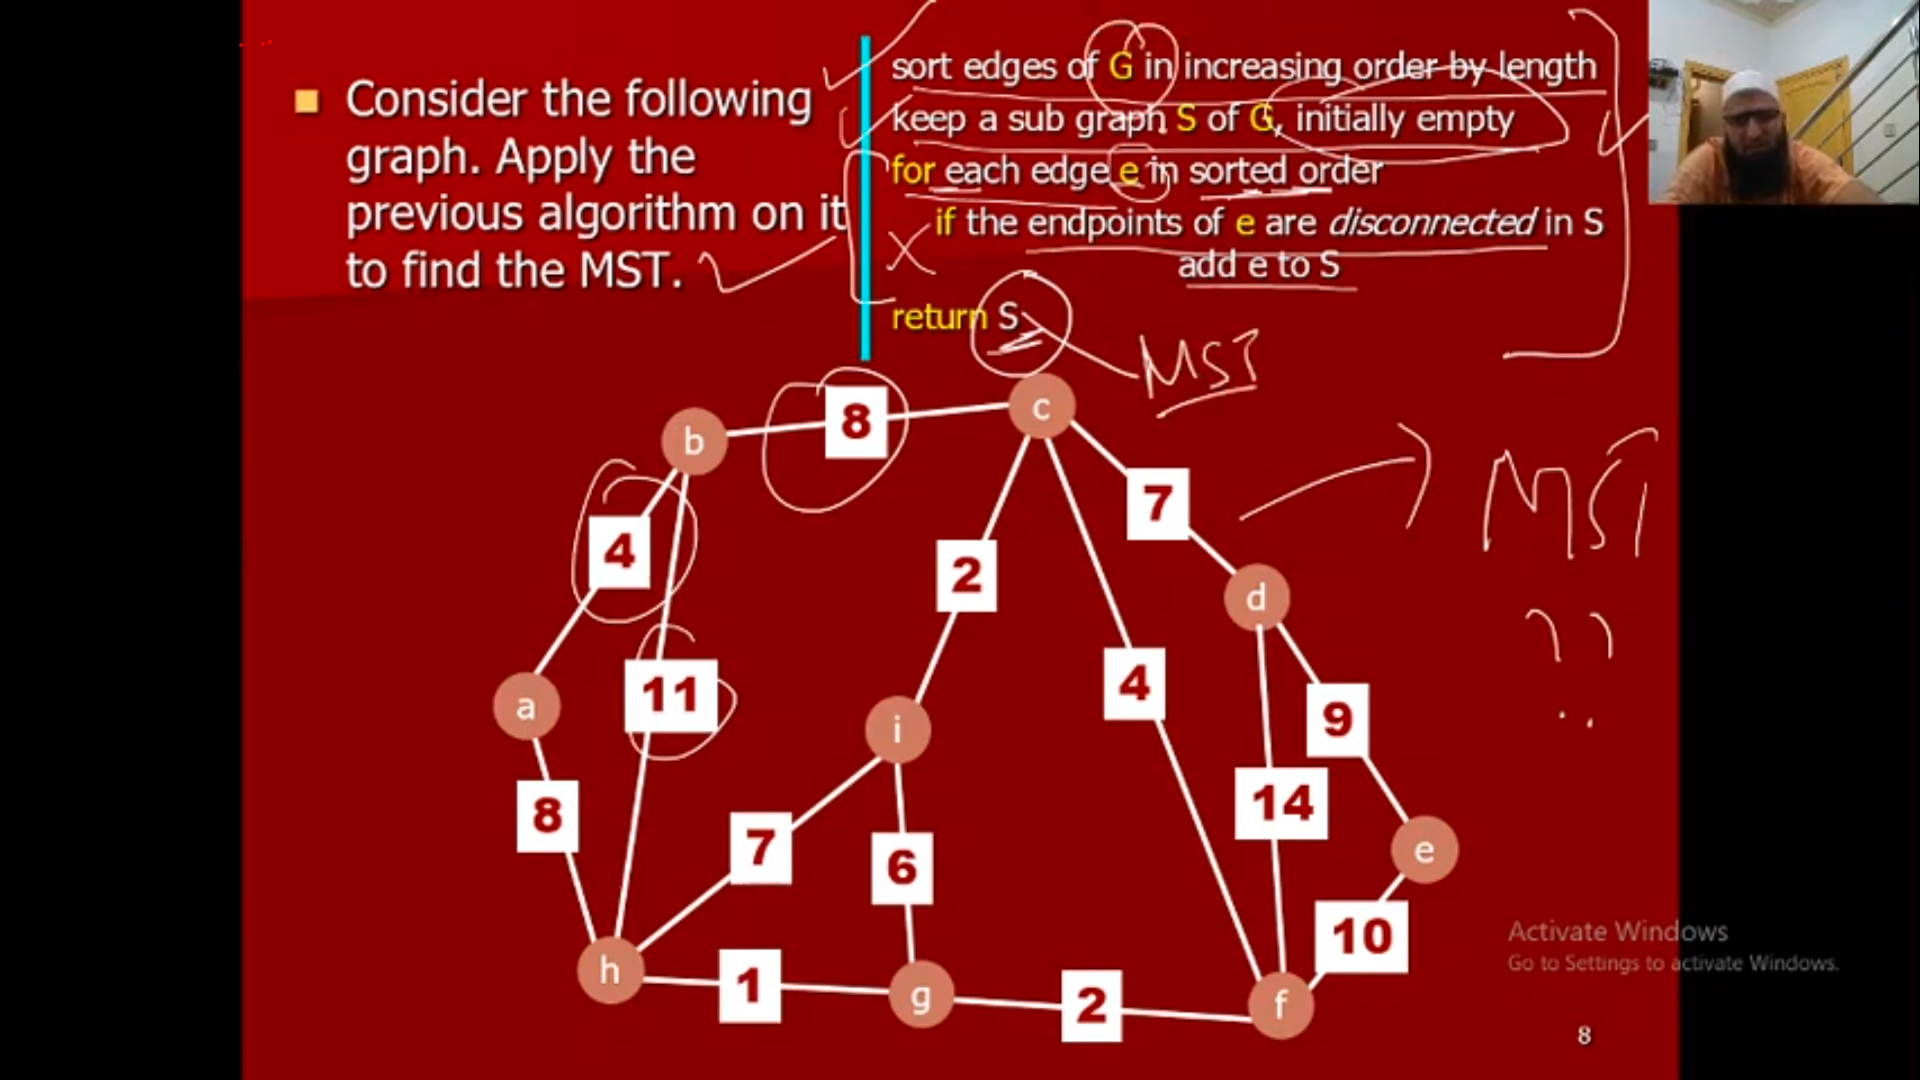 Consider the following
graph. Apply the
previous algorithm on it
to find the MST.
sort edges of G in increasing order by length
keep a sub graph S of G, initially empty
for each edge e in sorted order
if the endpoints of e are disconnected in S
add e to S
return S
MST
c
8
b
7
MST
4
2
d
4
11
9
a
i
14
8
7
6
e
10
h
1
g
2
f
??
Activate Windows
Go to Settings to activate Windows.
8